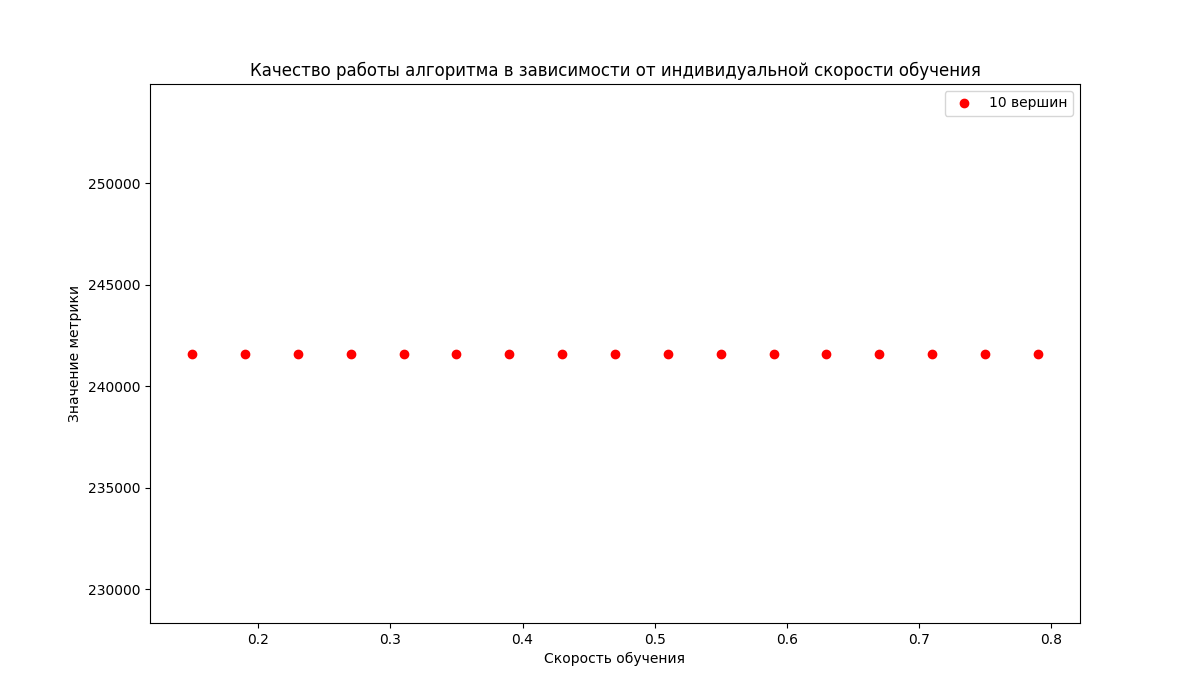 Качество работы алгоритма в зависимости от индивидуальной скорости обучения
10 вершин
250000
245000
240000
235000
230000
Значение метрики
0.2 0.3 0.4 0.5 0.6 0.7 0.8
Скорость обучения